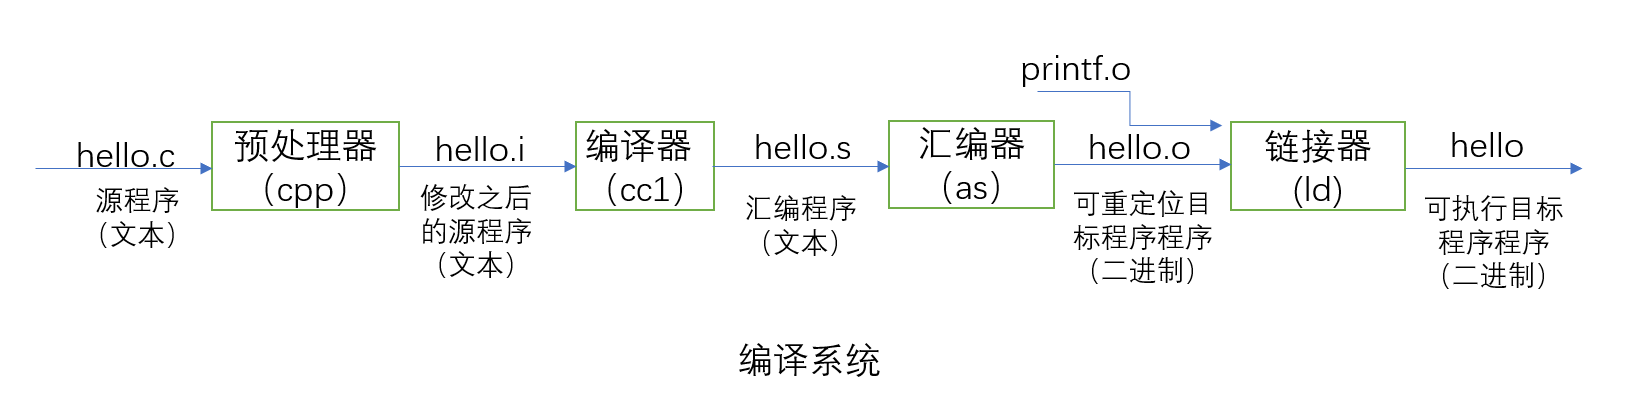 printf.o
hello.c
源程序
（文本）
预处理器
（cpp）
hello.i
修改之后
的源程序
（文本）
编译器
（cc1）
hello.s
汇编程序
（文本）
汇编器
（as）
hello.o
可重定位目
标程序程序
（二进制）
链接器
(ld)
hello
可执行目标
程序程序
（二进制）
编译系统